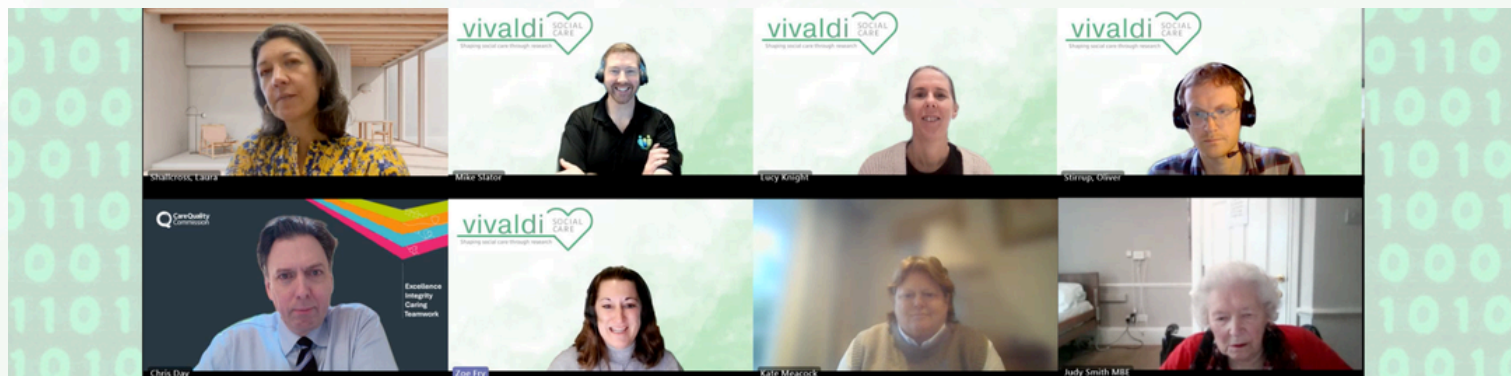 vivaldi SOCIAL CARE
Shaping social care through research
vivaldi SOCIAL CARE
Shaping social care through research
vivaldi SOCIAL CARE
Shaping social care through research
Shallcross, Laura
Mike Slator
Lucy Knight
Stirrup, Oliver
CareQuality
Commission
Excellence
Integrity
Caring
Teamwork
vivaldi SOCIAL CARE
Shaping social care through research
Chris Day
Zoe Fry
Kate Meacock
Judy Smith MBE